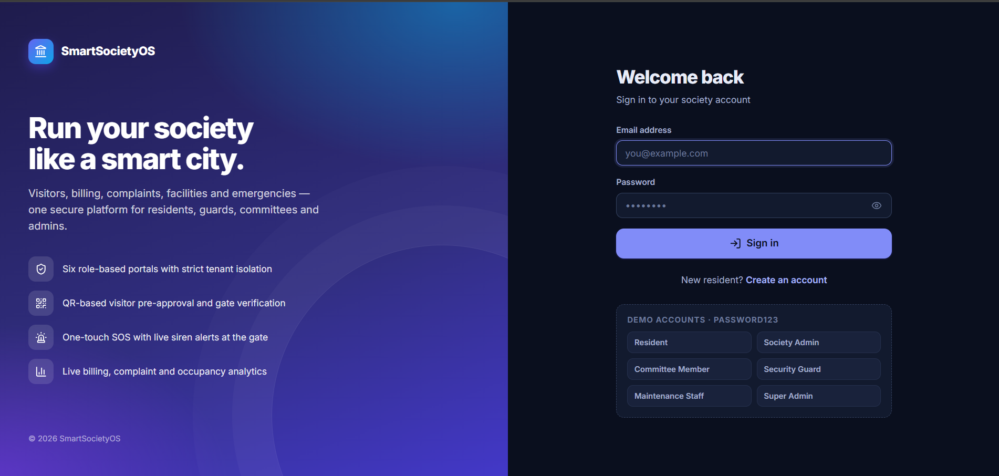 SmartSocietyOS
Run your society
like a smart city.
Visitors, billing, complaints, facilities and emergencies —
one secure platform for residents, guards, committees and
admins.
Six role-based portals with strict tenant isolation
QR-based visitor pre-approval and gate verification
One-touch SOS with live siren alerts at the gate
Live billing, complaint and occupancy analytics
© 2026 SmartSocietyOS
Welcome back
Sign in to your society account
Email address
you@example.com
Password
••••••••
Sign in
New resident? Create an account
DEMO ACCOUNTS · PASSWORD123
Resident
Society Admin
Committee Member
Security Guard
Maintenance Staff
Super Admin